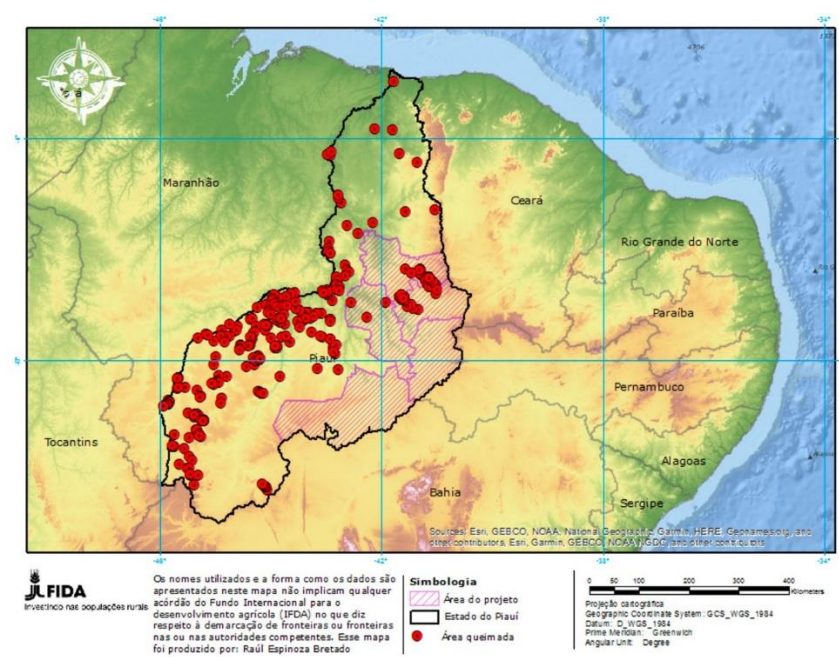 -46°
-42°
-38°
-34°
4706
Maranhão
Ceará
Rio Grande do Norte
Paraíba
Piauí
Pernambuco
Tocantins
Alagoas
Bahia
Sergipe
Sources: Esri, GEBCO, NOAA, National Geographic, Garmin, HERE, Geonames.org, and
other contributors, Esri, Garmin, GEBCO, NOAA NGDC, and other contributors
-46°
-42°
-38°
-34°
JLFIDA
Investindo nas populações rurais
Os nomes utilizados e a forma como os dados são
apresentados neste mapa não implicam qualquer
acórdão do Fundo Internacional para o
desenvolvimento agrícola (IFDA) no que diz
respeito à demarcação de fronteiras ou fronteiras
nas ou nas autoridades competentes. Esse mapa
foi produzido por: Raúl Espinoza Bretado
Simbologia
Área do projeto
Estado do Piauí
Área queimada
0 50 100 200 300 400
Kilometers
Projeção cartográfica
Geographic Coordinate System: GCS_WGS_1984
Datum: D_WGS_1984
Prime Meridian: Greenwich
Angular Unit: Degree